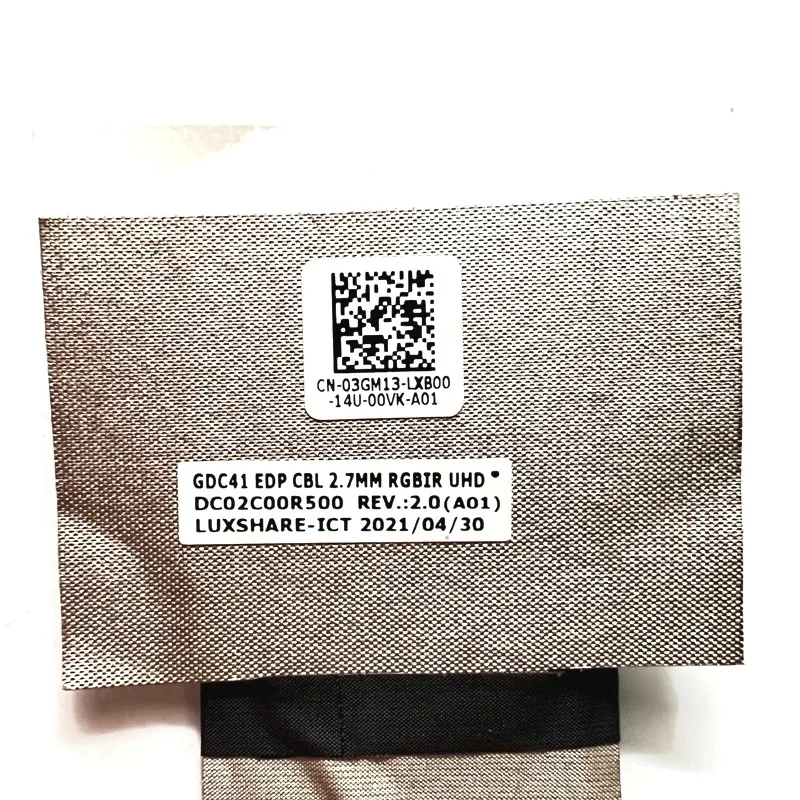 CN-03GM13-LXB00
-14U-00VK-A01
GDC41 EDP CBL 2.7MM RGBIR UHD
DC02C00R500 REV.:2.0(A01)
LUXSHARE-ICT 2021/04/30